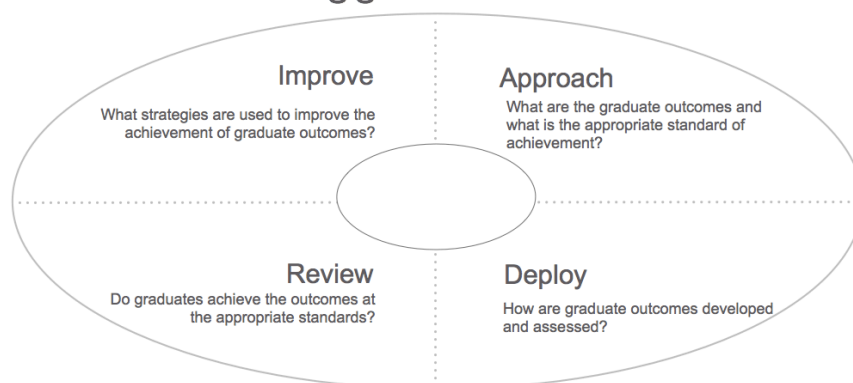 Improve
What strategies are used to improve the
achievement of graduate outcomes?
Approach
What are the graduate outcomes and
what is the appropriate standard of
achievement?
Review
Do graduates achieve the outcomes at
the appropriate standards?
Deploy
How are graduate outcomes developed
and assessed?